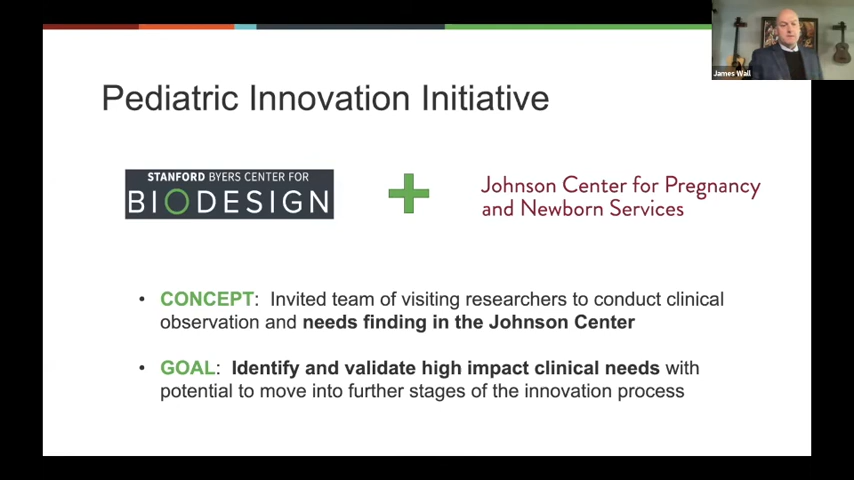 James Wall
Pediatric Innovation Initiative
STANFORD BYERS CENTER FOR
BIODESIGN
Johnson Center for Pregnancy
and Newborn Services
• CONCEPT: Invited team of visiting researchers to conduct clinical
observation and needs finding in the Johnson Center
• GOAL: Identify and validate high impact clinical needs with
potential to move into further stages of the innovation process